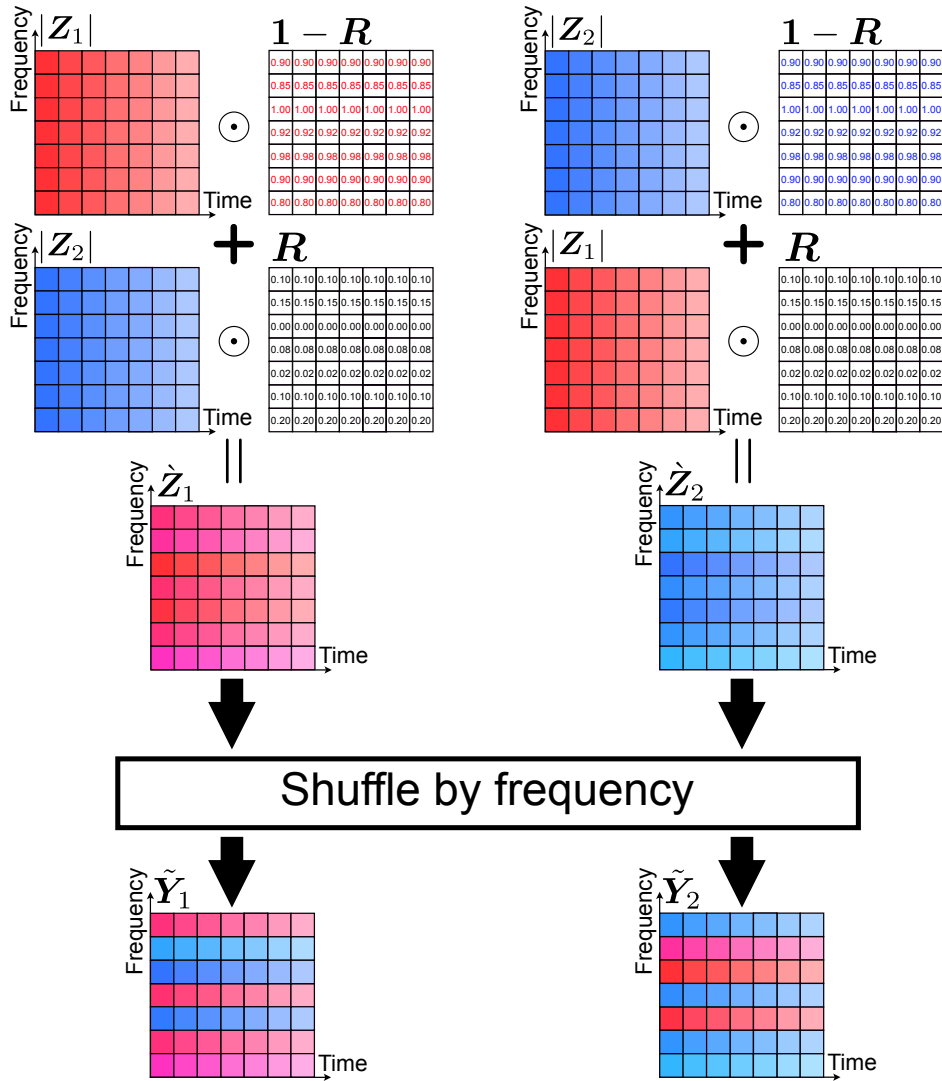 |Z₁|
1 − R
|Z₂|
1 − R
Frequency
Frequency
0.90 0.90 0.90 0.90 0.90 0.90 0.90
0.85 0.85 0.85 0.85 0.85 0.85 0.85
1.00 1.00 1.00 1.00 1.00 1.00 1.00
0.92 0.92 0.92 0.92 0.92 0.92 0.92
0.98 0.98 0.98 0.98 0.98 0.98 0.98
0.90 0.90 0.90 0.90 0.90 0.90 0.90
0.80 0.80 0.80 0.80 0.80 0.80 0.80
⊙
0.90 0.90 0.90 0.90 0.90 0.90 0.90
0.85 0.85 0.85 0.85 0.85 0.85 0.85
1.00 1.00 1.00 1.00 1.00 1.00 1.00
0.92 0.92 0.92 0.92 0.92 0.92 0.92
0.98 0.98 0.98 0.98 0.98 0.98 0.98
0.90 0.90 0.90 0.90 0.90 0.90 0.90
0.80 0.80 0.80 0.80 0.80 0.80 0.80
⊙
Time
Time
+
+
|Z₂|
R
|Z₁|
R
Frequency
Frequency
0.10 0.10 0.10 0.10 0.10 0.10 0.10
0.15 0.15 0.15 0.15 0.15 0.15 0.15
0.00 0.00 0.00 0.00 0.00 0.00 0.00
0.08 0.08 0.08 0.08 0.08 0.08 0.08
0.02 0.02 0.02 0.02 0.02 0.02 0.02
0.10 0.10 0.10 0.10 0.10 0.10 0.10
0.20 0.20 0.20 0.20 0.20 0.20 0.20
⊙
0.10 0.10 0.10 0.10 0.10 0.10 0.10
0.15 0.15 0.15 0.15 0.15 0.15 0.15
0.00 0.00 0.00 0.00 0.00 0.00 0.00
0.08 0.08 0.08 0.08 0.08 0.08 0.08
0.02 0.02 0.02 0.02 0.02 0.02 0.02
0.10 0.10 0.10 0.10 0.10 0.10 0.10
0.20 0.20 0.20 0.20 0.20 0.20 0.20
⊙
Time
Time
=
=
Z̀₁
Z̀₂
Frequency
Frequency
Time
Time
Shuffle by frequency
Ỹ₁
Ỹ₂
Frequency
Frequency
Time
Time